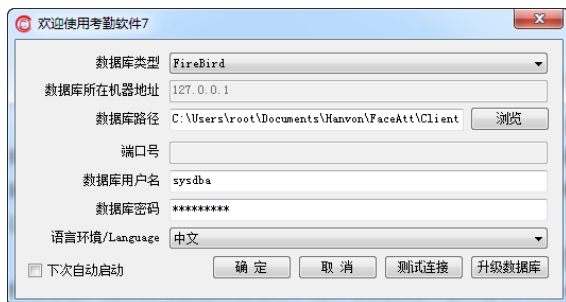 欢迎使用考勤软件7
数据库类型 FireBird
数据库所在机器地址 127.0.0.1
数据库路径 C:\Users\root\Documents\Hanvon\FaceAtt\Client 浏览
端口号
数据库用户名 sysdba
数据库密码 *********
语言环境/Language 中文
下次自动启动 确 定 取 消 测试连接 升级数据库